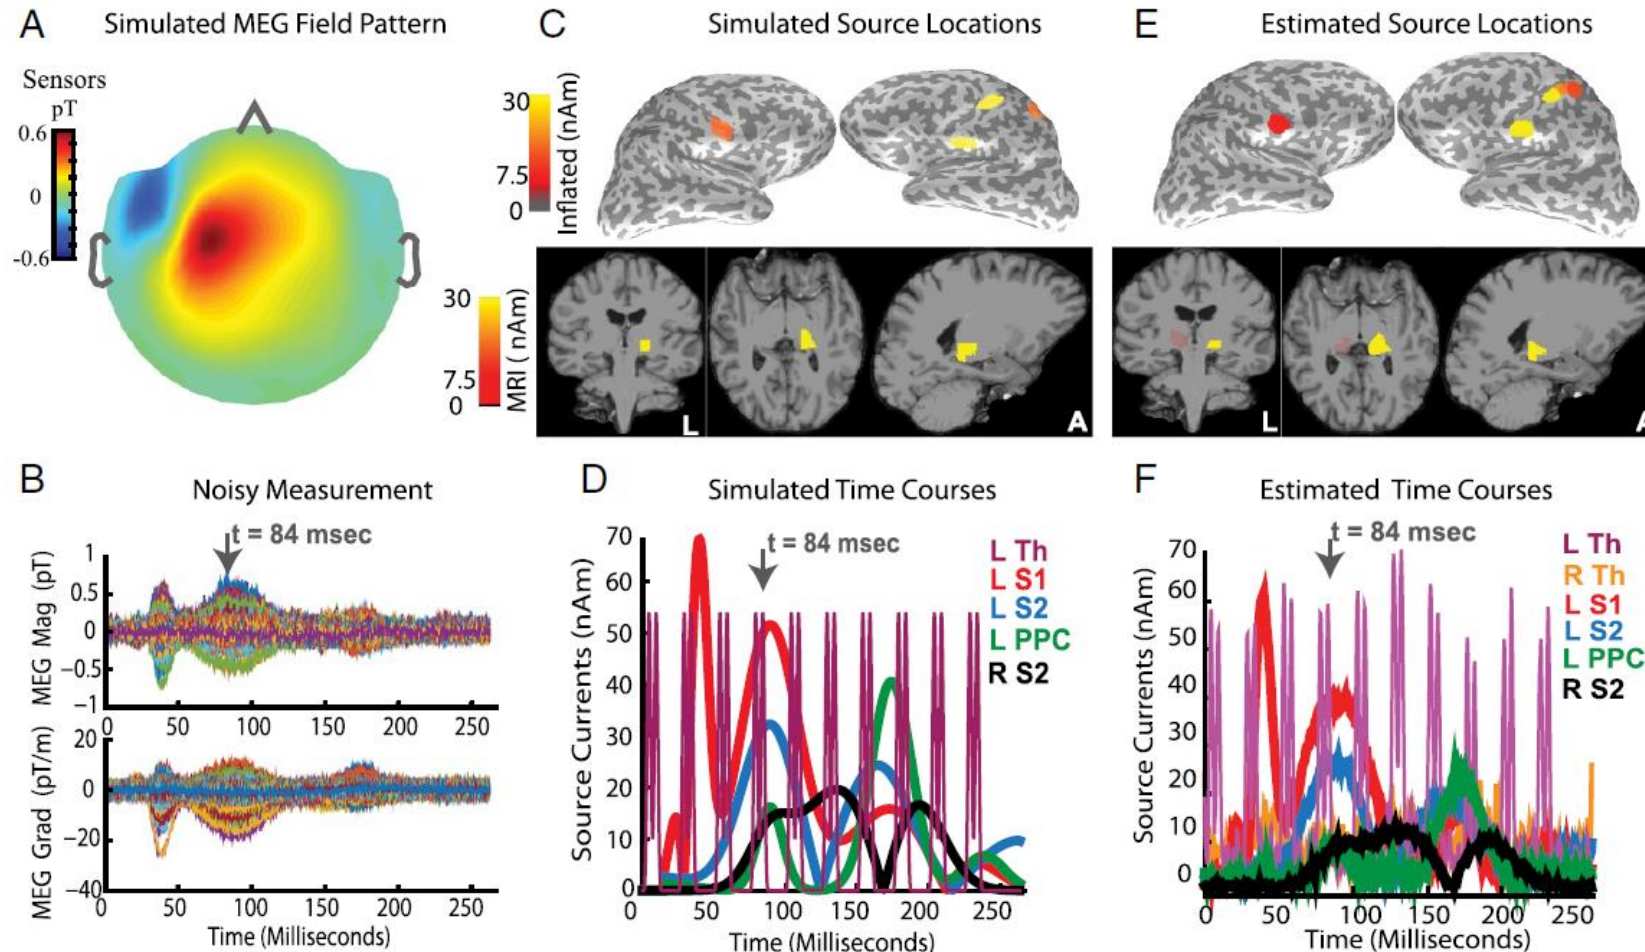 A Simulated MEG Field Pattern
Sensors
pT
0.6
0
-0.6
30
7.5
0
MRI ( nAm)
C Simulated Source Locations
30
7.5
0
Inflated (nAm)
L
A
E Estimated Source Locations
L
A
B Noisy Measurement
t = 84 msec
MEG Mag (pT)
1
0.5
0
−0.5
−1
0 50 100 150 200 250
MEG Grad (pT/m)
20
0
−20
−40
0 50 100 150 200 250
Time (Milliseconds)
D Simulated Time Courses
t = 84 msec
Source Currents (nAm)
70
60
50
40
30
20
10
0
L Th
L S1
L S2
L PPC
R S2
0 50 100 150 200 250
Time (Milliseconds)
F Estimated Time Courses
t = 84 msec
Source Currents (nAm)
70
60
50
40
30
20
10
0
L Th
R Th
L S1
L S2
L PPC
R S2
0 50 100 150 200 250
Time (Milliseconds)